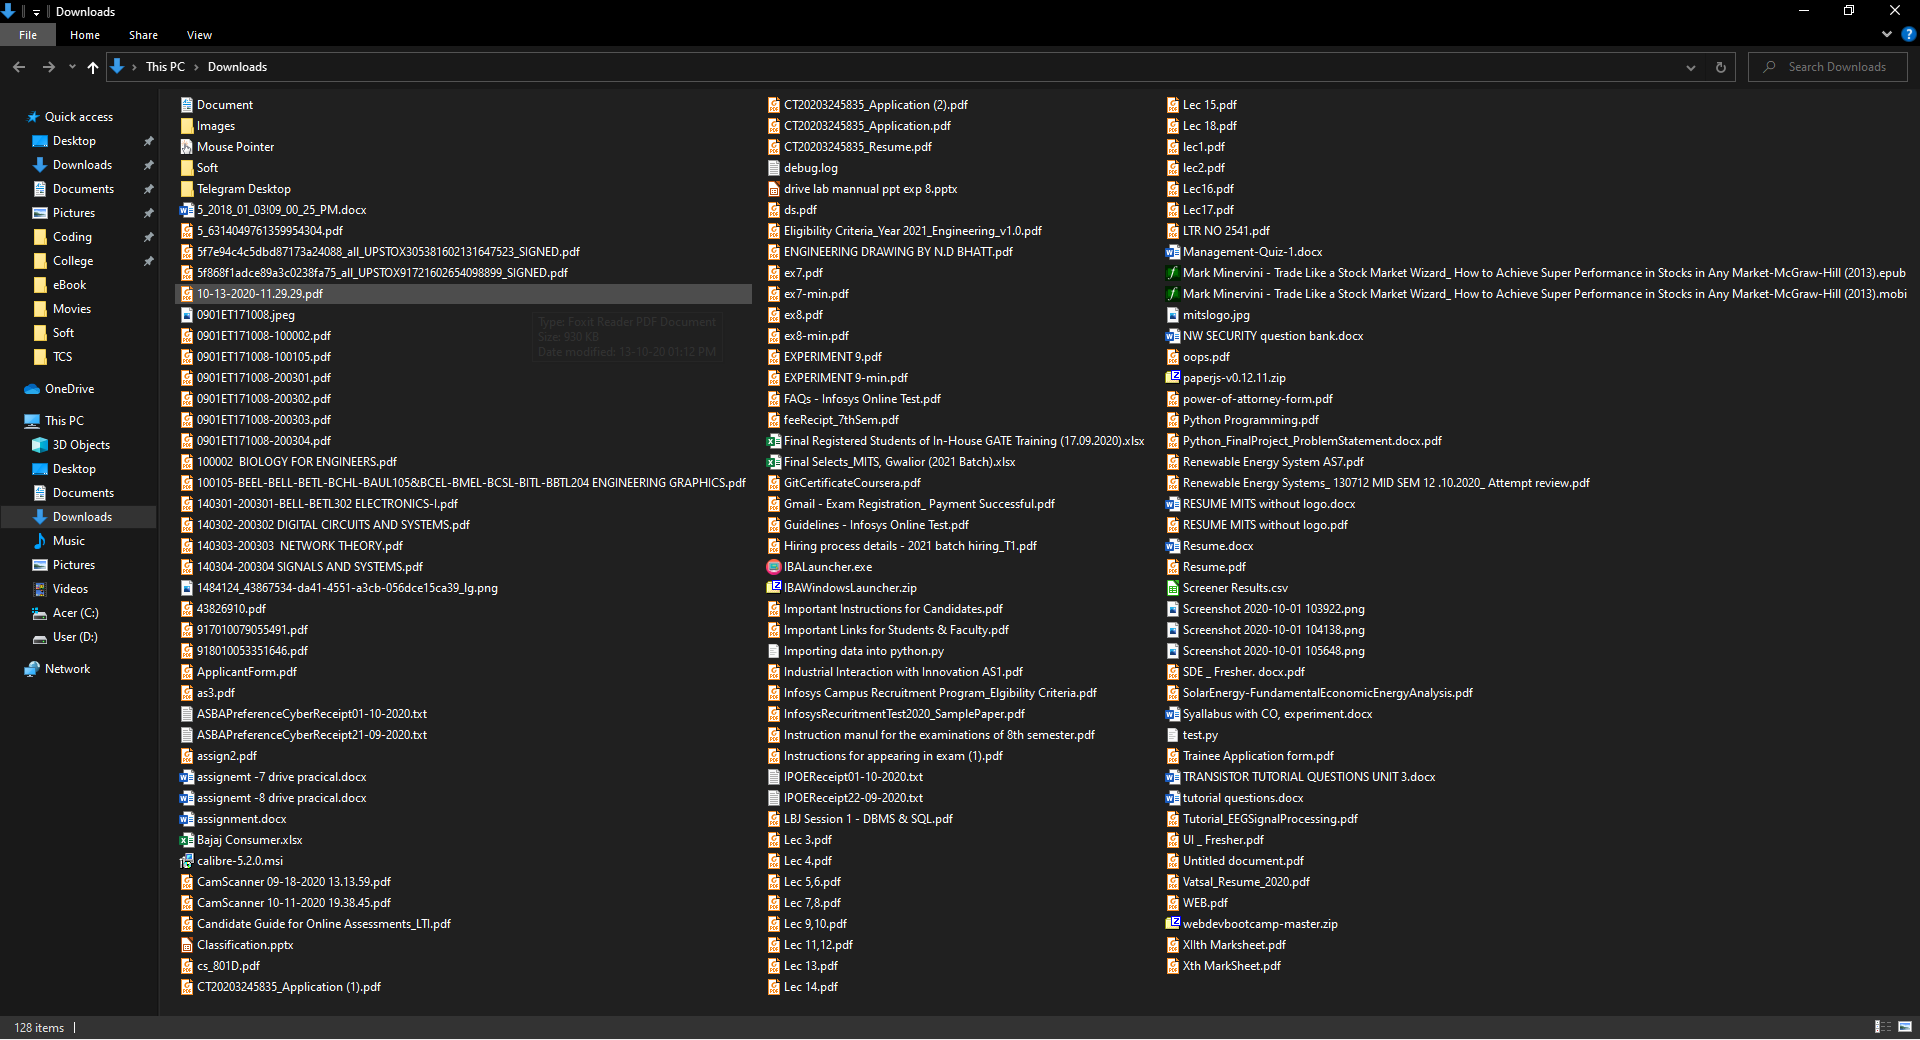 Downloads
File
Home
Share
View
This PC
Downloads
Search Downloads
Quick access
Desktop
Downloads
Documents
Pictures
Coding
College
eBook
Movies
Soft
TCS
OneDrive
This PC
3D Objects
Desktop
Documents
Downloads
Music
Pictures
Videos
Acer (C:)
User (D:)
Network
Document
Images
Mouse Pointer
Soft
Telegram Desktop
5_2018_01_03!09_00_25_PM.docx
5_6314049761359954304.pdf
5f7e94c4c5dbd87173a24088_all_UPSTOX305381602131647523_SIGNED.pdf
5f868f1adce89a3c0238fa75_all_UPSTOX91721602654098899_SIGNED.pdf
10-13-2020-11.29.29.pdf
0901ET171008.jpeg
Type: Foxit Reader PDF Document
Size: 930 KB
Date modified: 13-10-20 01:12 PM
0901ET171008-100002.pdf
0901ET171008-100105.pdf
0901ET171008-200301.pdf
0901ET171008-200302.pdf
0901ET171008-200303.pdf
0901ET171008-200304.pdf
100002  BIOLOGY FOR ENGINEERS.pdf
100105-BEEL-BELL-BETL-BCHL-BAUL105&BCEL-BMEL-BCSL-BITL-BBTL204 ENGINEERING GRAPHICS.pdf
140301-200301-BELL-BETL302 ELECTRONICS-I.pdf
140302-200302 DIGITAL CIRCUITS AND SYSTEMS.pdf
140303-200303  NETWORK THEORY.pdf
140304-200304 SIGNALS AND SYSTEMS.pdf
1484124_43867534-da41-4551-a3cb-056dce15ca39_lg.png
43826910.pdf
917010079055491.pdf
918010053351646.pdf
ApplicantForm.pdf
as3.pdf
ASBAPreferenceCyberReceipt01-10-2020.txt
ASBAPreferenceCyberReceipt21-09-2020.txt
assign2.pdf
assignemt -7 drive pracical.docx
assignemt -8 drive pracical.docx
assignment.docx
Bajaj Consumer.xlsx
calibre-5.2.0.msi
CamScanner 09-18-2020 13.13.59.pdf
CamScanner 10-11-2020 19.38.45.pdf
Candidate Guide for Online Assessments_LTI.pdf
Classification.pptx
cs_801D.pdf
CT20203245835_Application (1).pdf
CT20203245835_Application (2).pdf
CT20203245835_Application.pdf
CT20203245835_Resume.pdf
debug.log
drive lab mannual ppt exp 8.pptx
ds.pdf
Eligibility Criteria_Year 2021_Engineering_v1.0.pdf
ENGINEERING DRAWING BY N.D BHATT.pdf
ex7.pdf
ex7-min.pdf
ex8.pdf
ex8-min.pdf
EXPERIMENT 9.pdf
EXPERIMENT 9-min.pdf
FAQs - Infosys Online Test.pdf
feeRecipt_7thSem.pdf
Final Registered Students of In-House GATE Training (17.09.2020).xlsx
Final Selects_MITS, Gwalior (2021 Batch).xlsx
GitCertificateCoursera.pdf
Gmail - Exam Registration_ Payment Successful.pdf
Guidelines - Infosys Online Test.pdf
Hiring process details - 2021 batch hiring_T1.pdf
IBALauncher.exe
IBAWindowsLauncher.zip
Important Instructions for Candidates.pdf
Important Links for Students & Faculty.pdf
Importing data into python.py
Industrial Interaction with Innovation AS1.pdf
Infosys Campus Recruitment Program_Elgibility Criteria.pdf
InfosysRecuritmentTest2020_SamplePaper.pdf
Instruction manul for the examinations of 8th semester.pdf
Instructions for appearing in exam (1).pdf
IPOEReceipt01-10-2020.txt
IPOEReceipt22-09-2020.txt
LBJ Session 1 - DBMS & SQL.pdf
Lec 3.pdf
Lec 4.pdf
Lec 5,6.pdf
Lec 7,8.pdf
Lec 9,10.pdf
Lec 11,12.pdf
Lec 13.pdf
Lec 14.pdf
Lec 15.pdf
Lec 18.pdf
lec1.pdf
lec2.pdf
Lec16.pdf
Lec17.pdf
LTR NO 2541.pdf
Management-Quiz-1.docx
Mark Minervini - Trade Like a Stock Market Wizard_ How to Achieve Super Performance in Stocks in Any Market-McGraw-Hill (2013).epub
Mark Minervini - Trade Like a Stock Market Wizard_ How to Achieve Super Performance in Stocks in Any Market-McGraw-Hill (2013).mobi
mitslogo.jpg
NW SECURITY question bank.docx
oops.pdf
paperjs-v0.12.11.zip
power-of-attorney-form.pdf
Python Programming.pdf
Python_FinalProject_ProblemStatement.docx.pdf
Renewable Energy System AS7.pdf
Renewable Energy Systems_ 130712 MID SEM 12 .10.2020_ Attempt review.pdf
RESUME MITS without logo.docx
RESUME MITS without logo.pdf
Resume.docx
Resume.pdf
Screener Results.csv
Screenshot 2020-10-01 103922.png
Screenshot 2020-10-01 104138.png
Screenshot 2020-10-01 105648.png
SDE _ Fresher. docx.pdf
SolarEnergy-FundamentalEconomicEnergyAnalysis.pdf
Syallabus with CO, experiment.docx
test.py
Trainee Application form.pdf
TRANSISTOR TUTORIAL QUESTIONS UNIT 3.docx
tutorial questions.docx
Tutorial_EEGSignalProcessing.pdf
UI _ Fresher.pdf
Untitled document.pdf
Vatsal_Resume_2020.pdf
WEB.pdf
webdevbootcamp-master.zip
XIIth Marksheet.pdf
Xth MarkSheet.pdf
128 items